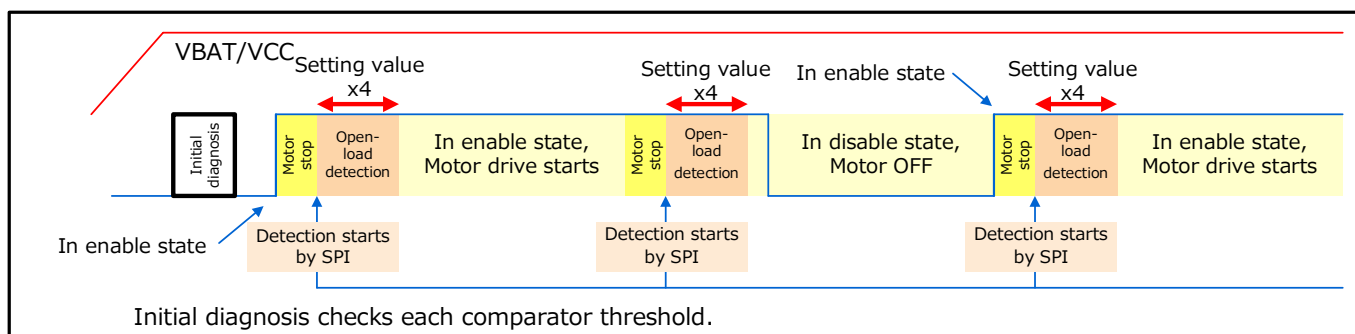 VBAT/VCC
Setting value
x4
Setting value
x4
In enable state
Setting value
x4
Initial
diagnosis
Motor
stop
Open-
load
detection
In enable state,
Motor drive starts
Motor
stop
Open-
load
detection
In disable state,
Motor OFF
Motor
stop
Open-
load
detection
In enable state,
Motor drive starts
In enable state
Detection starts
by SPI
Detection starts
by SPI
Detection starts
by SPI
Initial diagnosis checks each comparator threshold.